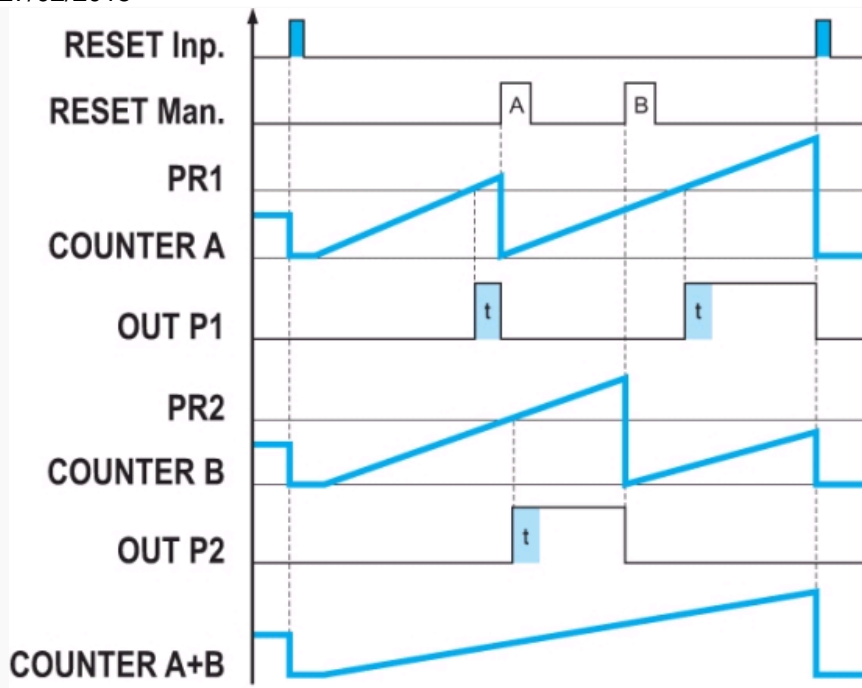 RESET Inp.
RESET Man.
A
B
PR1
COUNTER A
t
t
OUT P1
PR2
COUNTER B
t
OUT P2
COUNTER A+B